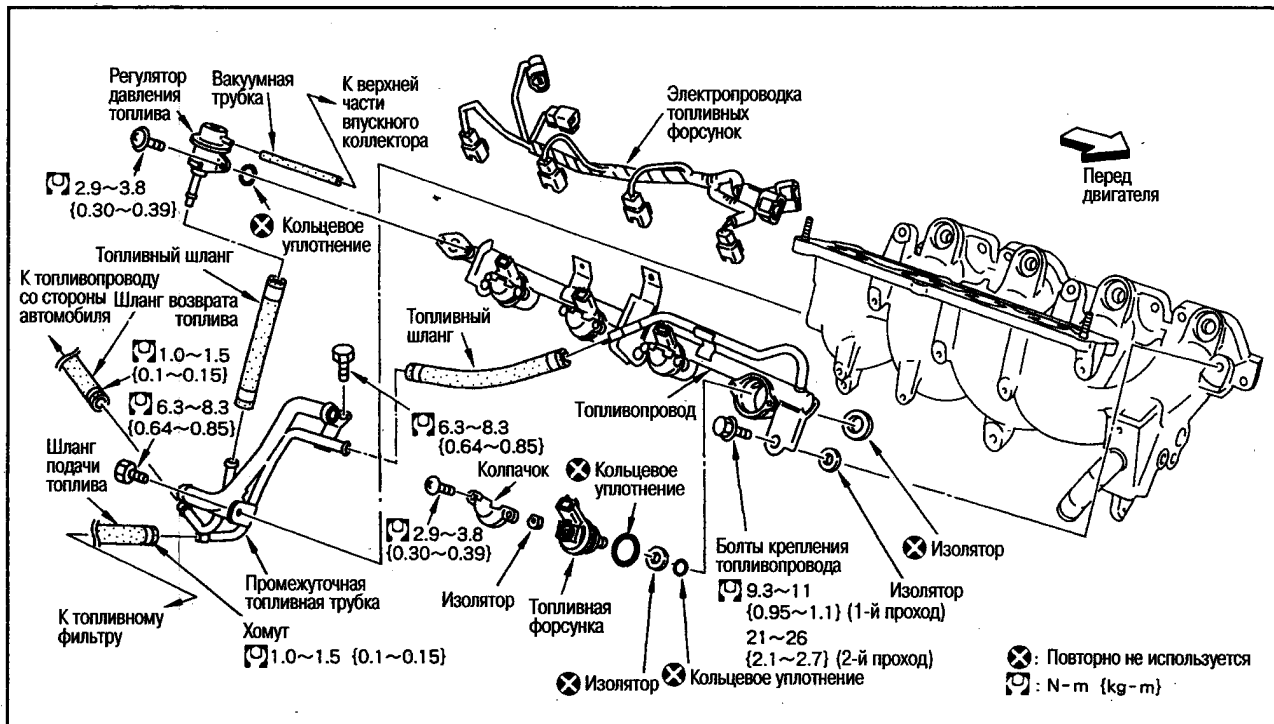 Регулятор
давления
топлива
Вакуумная
трубка
К верхней
части
впускного
коллектора
Электропроводка
топливных
форсунок
Перед
двигателя
2.9~3.8
{0.30~0.39}
Кольцевое
уплотнение
Топливный шланг
К топливопроводу
со стороны
автомобиля
Шланг возврата
топлива
1.0~1.5
{0.1~0.15}
6.3~8.3
{0.64~0.85}
Шланг
подачи
топлива
Топливный
шланг
Топливопровод
6.3~8.3
{0.64~0.85}
Колпачок
Кольцевое
уплотнение
2.9~3.8
{0.30~0.39}
Изолятор
Топливная
форсунка
Промежуточная
топливная трубка
К топливному
фильтру
Хомут
1.0~1.5 {0.1~0.15}
Изолятор
Кольцевое уплотнение
Болты крепления
топливопровода
9.3~11
{0.95~1.1} (1-й проход)
21~26
{2.1~2.7} (2-й проход)
Изолятор
Изолятор
: Повторно не используется
: N-m {kg-m}